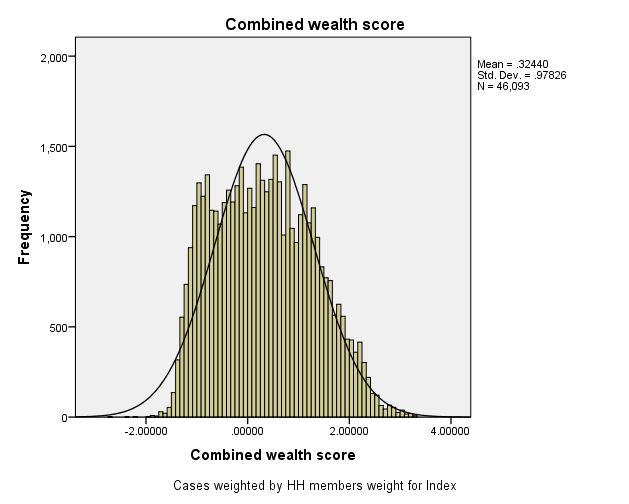 Combined wealth score
2,000
1,500
1,000
500
0
Frequency
-2.00000
.00000
2.00000
4.00000
Combined wealth score
Mean = .32440
Std. Dev. = .97826
N = 46,093
Cases weighted by HH members weight for Index